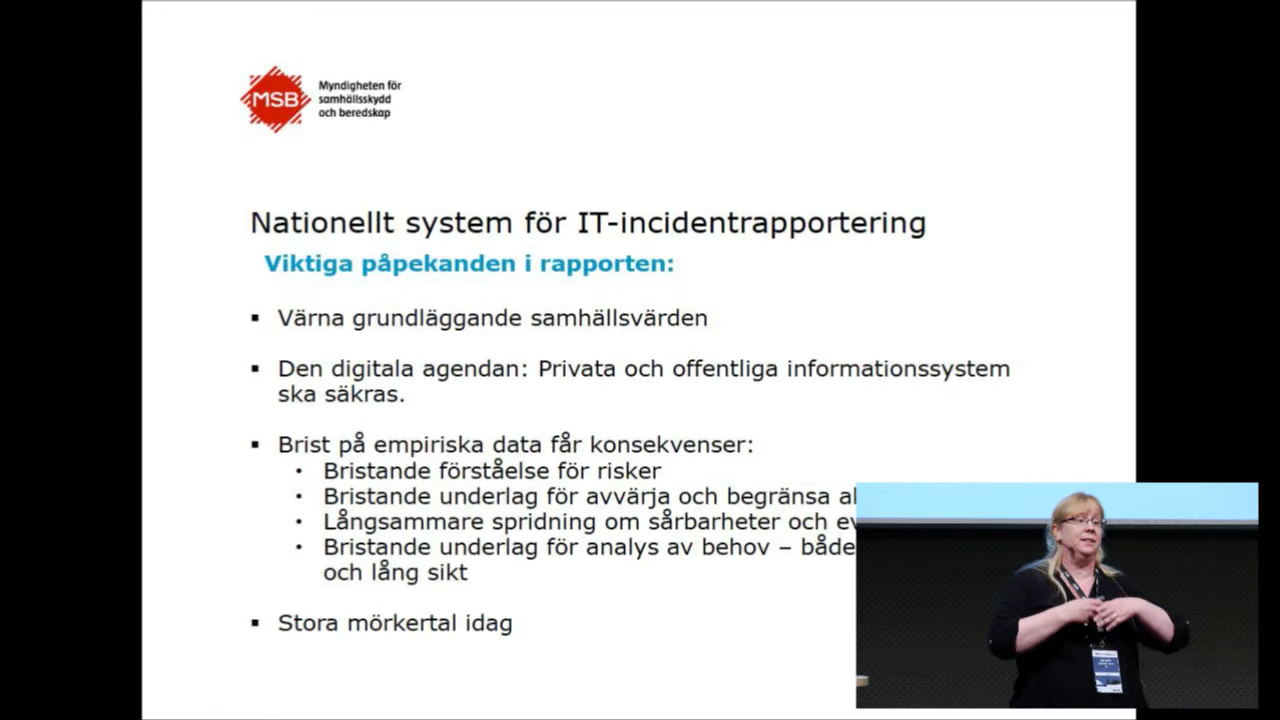 MSB
Myndigheten för
samhällsskydd
och beredskap
Nationellt system för IT-incidentrapportering
Viktiga påpekanden i rapporten:
▪ Värna grundläggande samhällsvärden
▪ Den digitala agendan: Privata och offentliga informationssystem
ska säkras.
▪ Brist på empiriska data får konsekvenser:
• Bristande förståelse för risker
• Bristande underlag för avvärja och begränsa
• Långsammare spridning om sårbarheter och
• Bristande underlag för analys av behov – både
och lång sikt
▪ Stora mörkertal idag